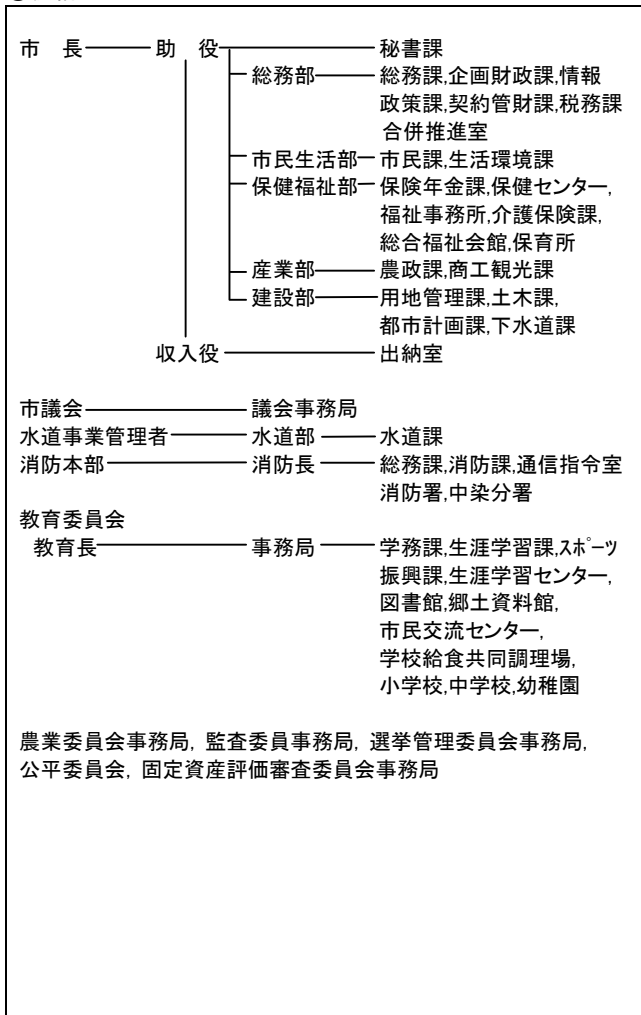 市　長　助　役　秘書課
総務部　総務課,企画財政課,情報
政策課,契約管財課,税務課
合併推進室
市民生活部　市民課,生活環境課
保健福祉部　保険年金課,保健センター,
福祉事務所,介護保険課,
総合福祉会館,保育所
産業部　農政課,商工観光課
建設部　用地管理課,土木課,
都市計画課,下水道課
収入役　出納室
市議会　議会事務局
水道事業管理者　水道部　水道課
消防本部　消防長　総務課,消防課,通信指令室
消防署,中染分署
教育委員会
教育長　事務局　学務課,生涯学習課,ｽﾎﾟｰﾂ
振興課,生涯学習センター,
図書館,郷土資料館,
市民交流センター,
学校給食共同調理場,
小学校,中学校,幼稚園
農業委員会事務局, 監査委員事務局, 選挙管理委員会事務局,
公平委員会, 固定資産評価審査委員会事務局